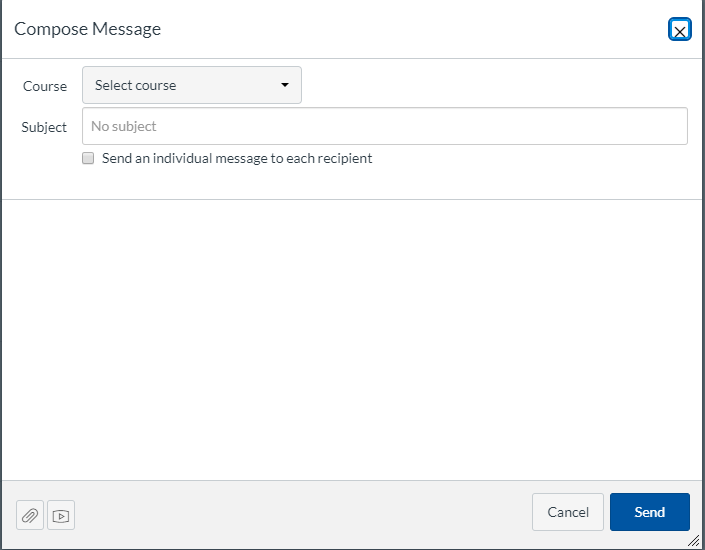 Compose Message
Course
Select course
Subject
No subject
Send an individual message to each recipient
Cancel
Send